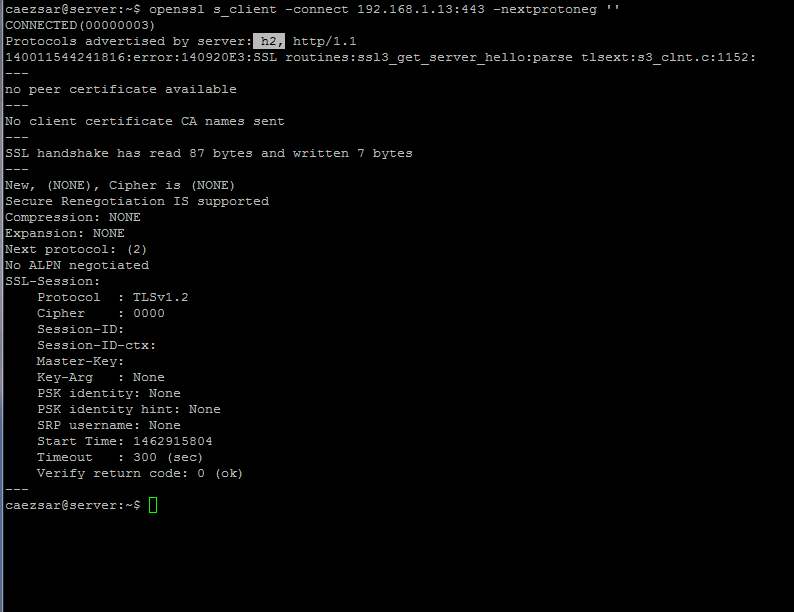 caezsar@server:~$ openssl s_client -connect 192.168.1.13:443 -nextprotoneg ''
CONNECTED(00000003)
Protocols advertised by server: h2, http/1.1
140011544241816:error:140920E3:SSL routines:ssl3_get_server_hello:parse tlsext:s3_clnt.c:1152:
---
no peer certificate available
---
No client certificate CA names sent
---
SSL handshake has read 87 bytes and written 7 bytes
---
New, (NONE), Cipher is (NONE)
Secure Renegotiation IS supported
Compression: NONE
Expansion: NONE
Next protocol: (2)
No ALPN negotiated
SSL-Session:
    Protocol  : TLSv1.2
    Cipher    : 0000
    Session-ID:
    Session-ID-ctx:
    Master-Key:
    Key-Arg   : None
    PSK identity: None
    PSK identity hint: None
    SRP username: None
    Start Time: 1462915804
    Timeout   : 300 (sec)
    Verify return code: 0 (ok)
---
caezsar@server:~$